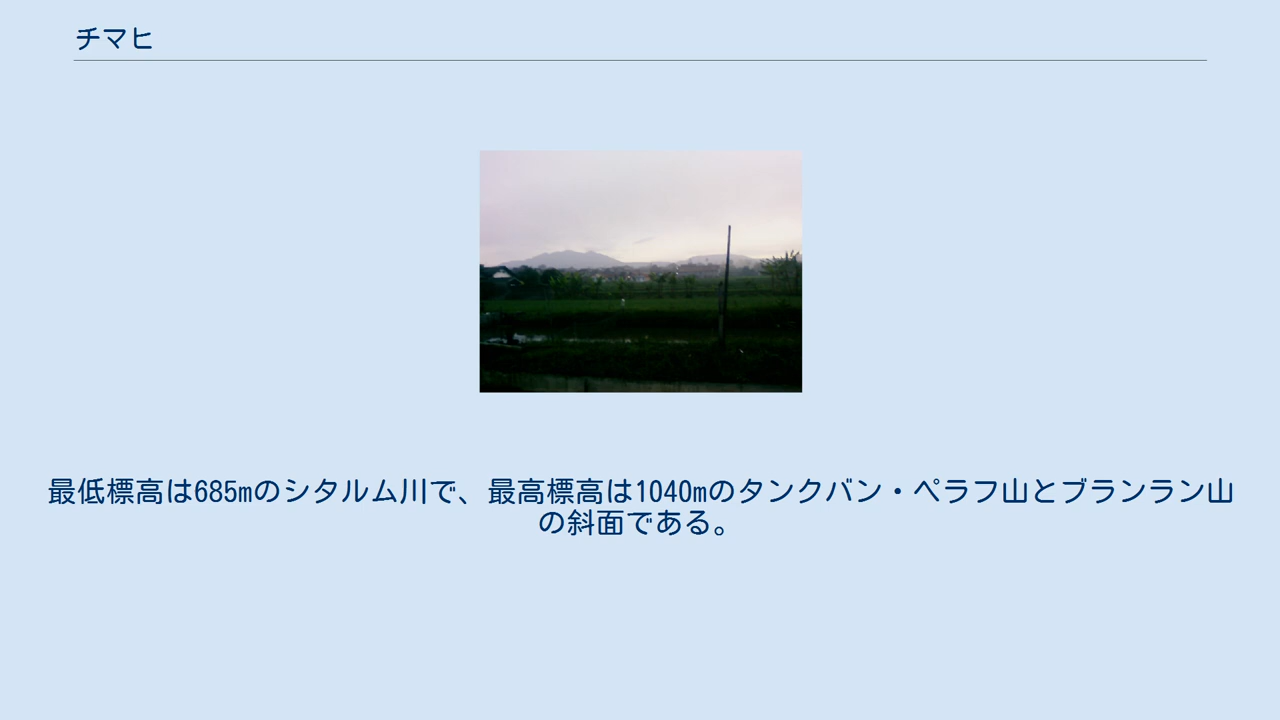 チマヒ
最低標高は685mのシタルム川で、最高標高は1040mのタンクバン・ペラフ山とブランラン山
の斜面である。